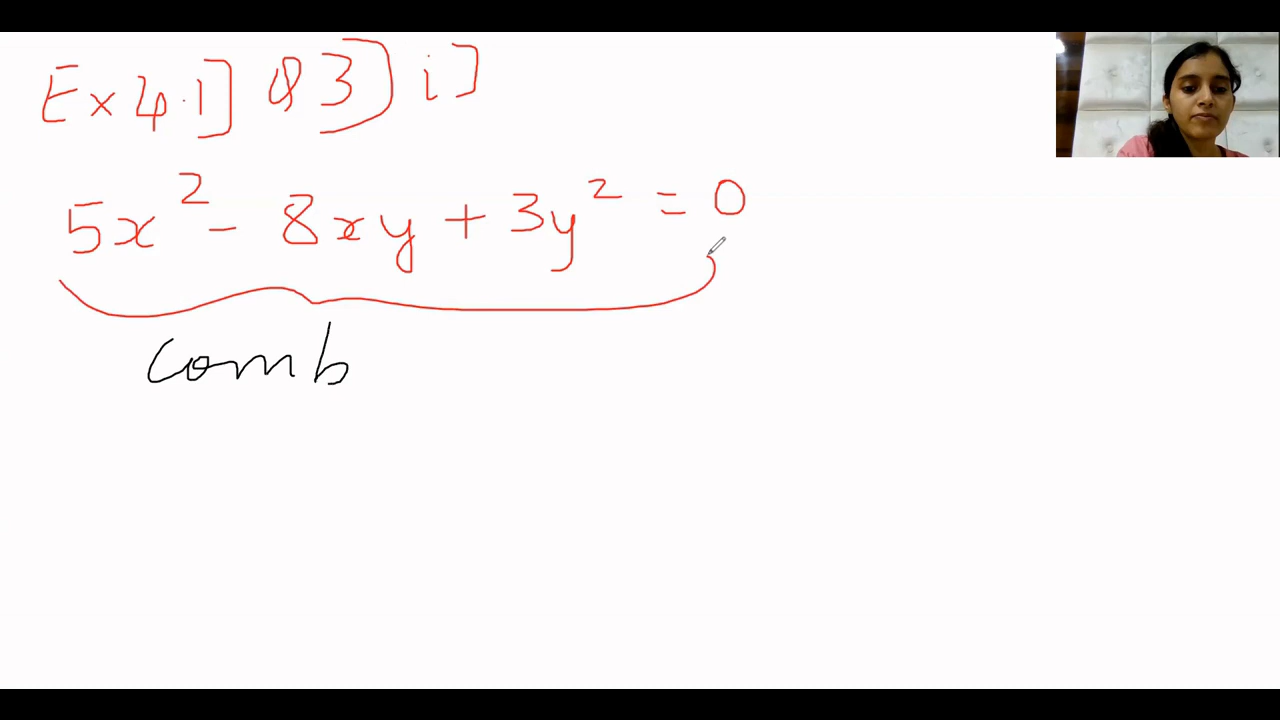 Ex 4.1] Q3) i]
5x² - 8xy + 3y² = 0
comb